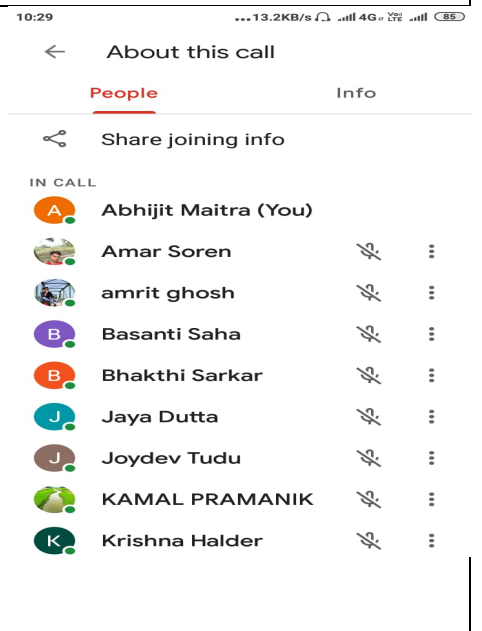 10:29 ...13.2KB/s 4G Vo LTE 85
About this call
People Info
Share joining info
IN CALL
A Abhijit Maitra (You)
Amar Soren
amrit ghosh
B Basanti Saha
B Bhakthi Sarkar
J Jaya Dutta
J Joydev Tudu
KAMAL PRAMANIK
K Krishna Halder